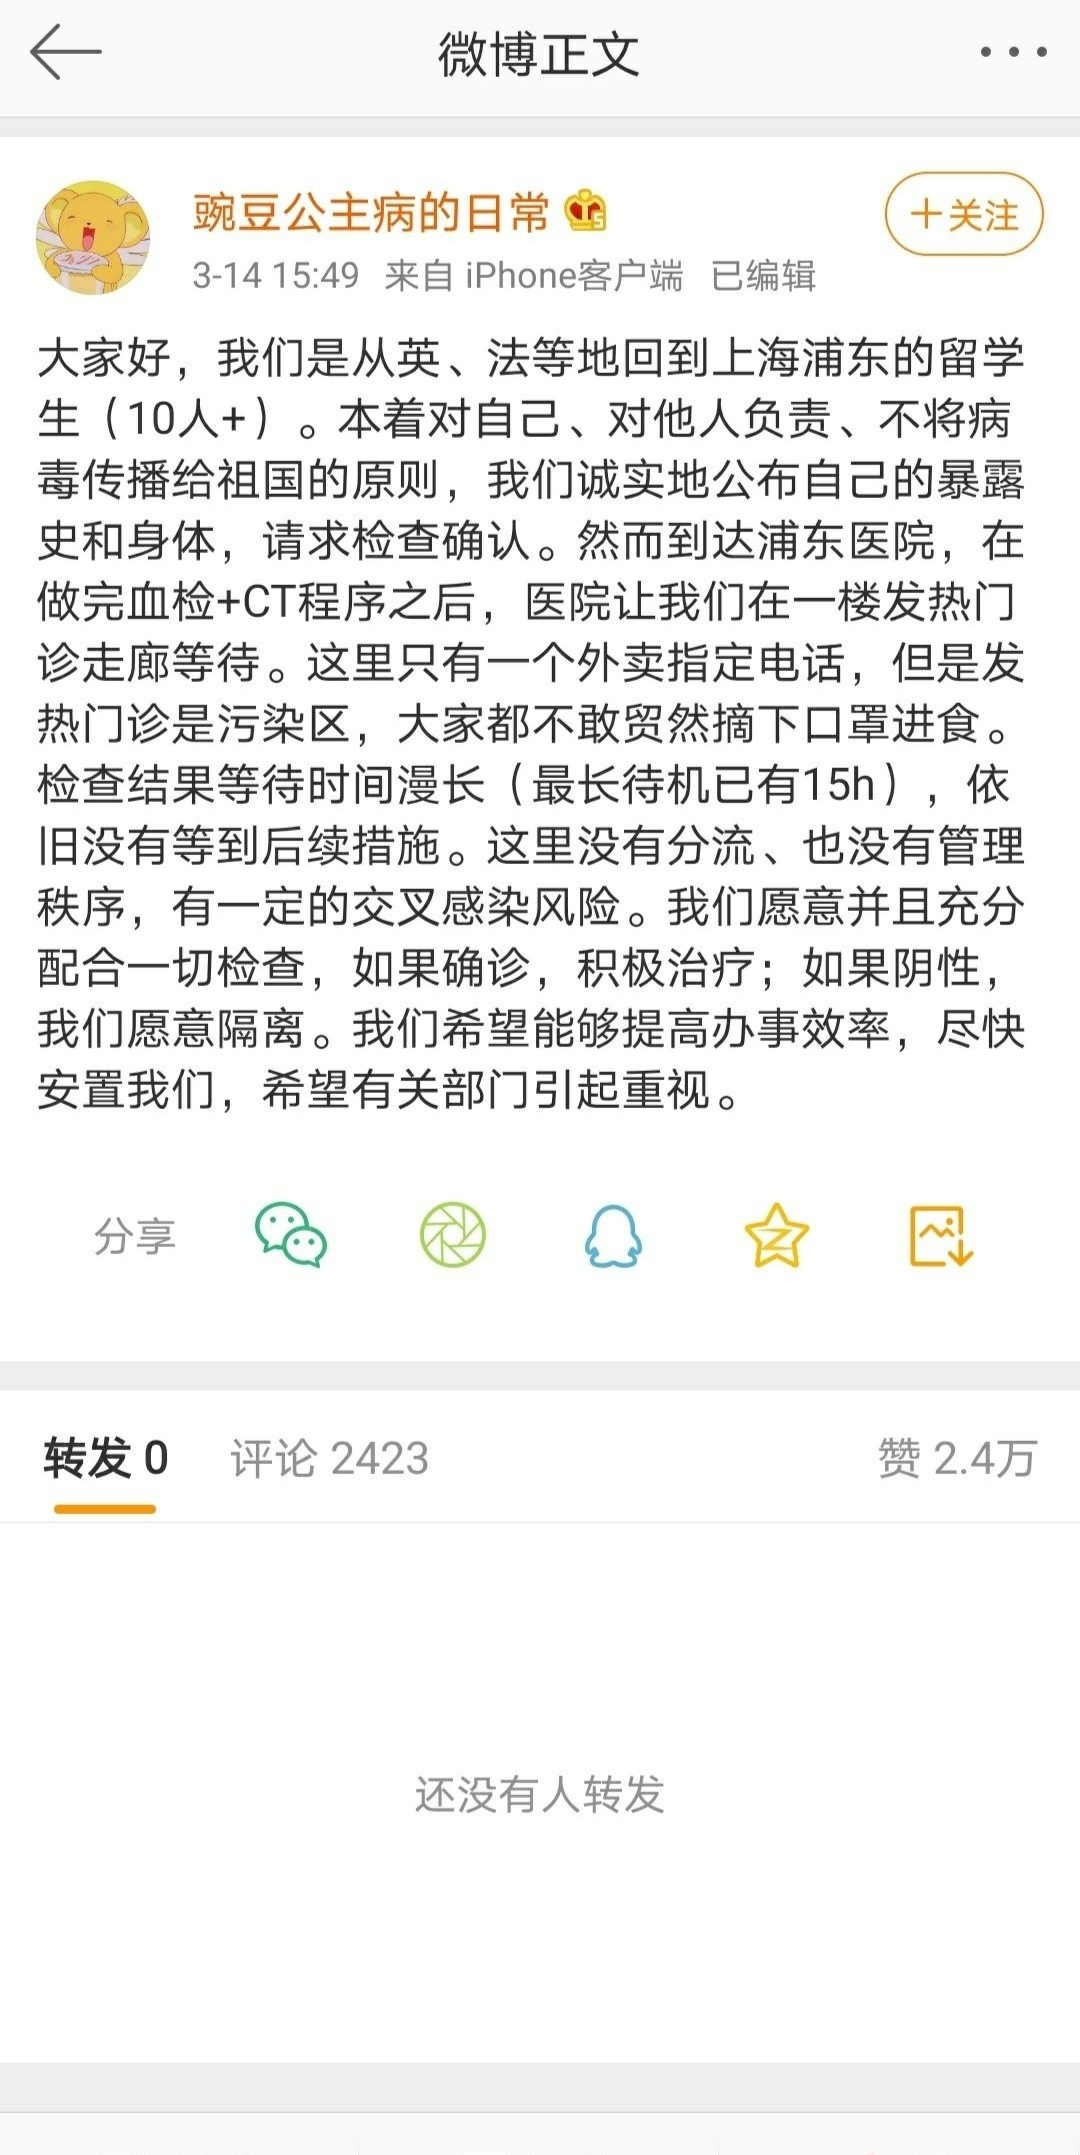 微博正文
豌豆公主病的日常
+关注
3-14 15:49 来自 iPhone客户端 已编辑
大家好，我们是从英、法等地回到上海浦东的留学
生（10人+）。本着对自己、对他人负责、不将病
毒传播给祖国的原则，我们诚实地公布自己的暴露
史和身体，请求检查确认。然而到达浦东医院，在
做完血检+CT程序之后，医院让我们在一楼发热门
诊走廊等待。这里只有一个外卖指定电话，但是发
热门诊是污染区，大家都不敢贸然摘下口罩进食。
检查结果等待时间漫长（最长待机已有15h），依
旧没有等到后续措施。这里没有分流、也没有管理
秩序，有一定的交叉感染风险。我们愿意并且充分
配合一切检查，如果确诊，积极治疗；如果阴性，
我们愿意隔离。我们希望能够提高办事效率，尽快
安置我们，希望有关部门引起重视。
分享
转发 0 评论 2423 赞 2.4万
还没有人转发